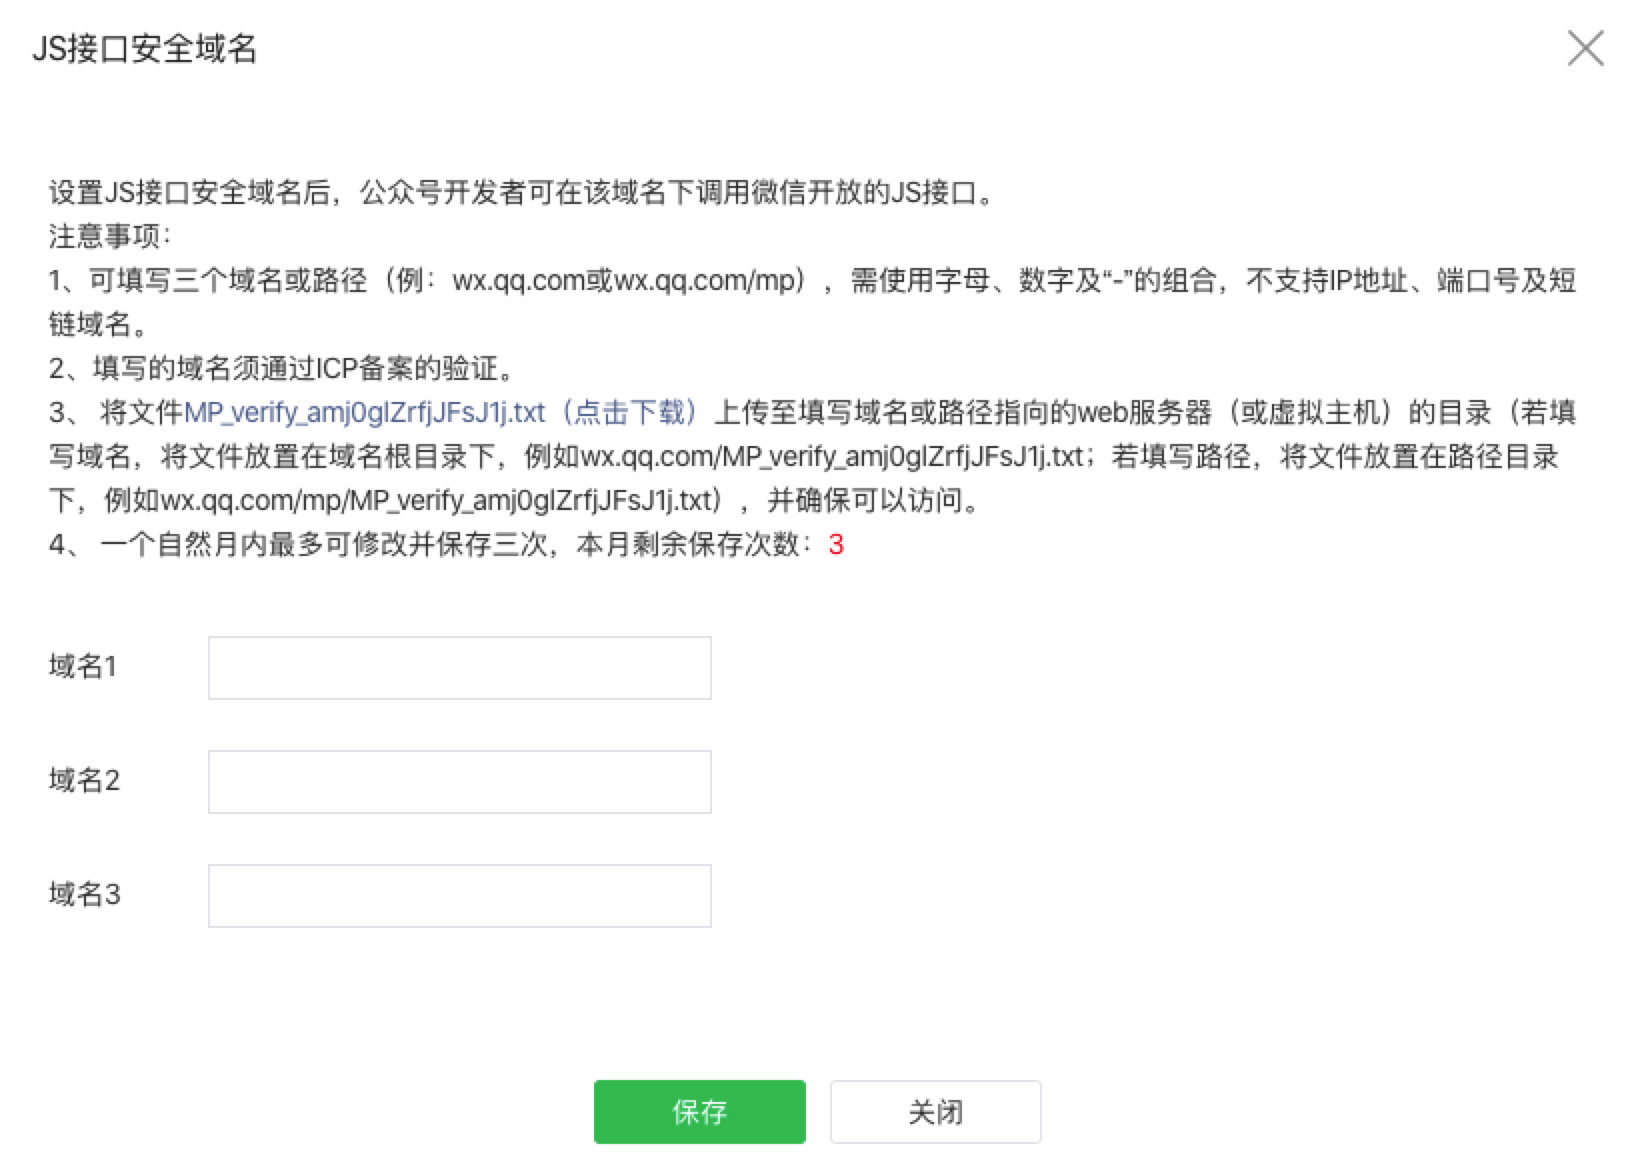 JS接口安全域名
设置JS接口安全域名后，公众号开发者可在该域名下调用微信开放的JS接口。
注意事项：
1、可填写三个域名或路径（例：wx.qq.com或wx.qq.com/mp），需使用字母、数字及“-”的组合，不支持IP地址、端口号及短
链域名。
2、填写的域名须通过ICP备案的验证。
3、 将文件MP_verify_amj0glZrfjJFsJ1j.txt（点击下载）上传至填写域名或路径指向的web服务器（或虚拟主机）的目录（若填
写域名，将文件放置在域名根目录下，例如wx.qq.com/MP_verify_amj0glZrfjJFsJ1j.txt；若填写路径，将文件放置在路径目录
下，例如wx.qq.com/mp/MP_verify_amj0glZrfjJFsJ1j.txt），并确保可以访问。
4、 一个自然月内最多可修改并保存三次，本月剩余保存次数：3
域名1
域名2
域名3
保存 关闭